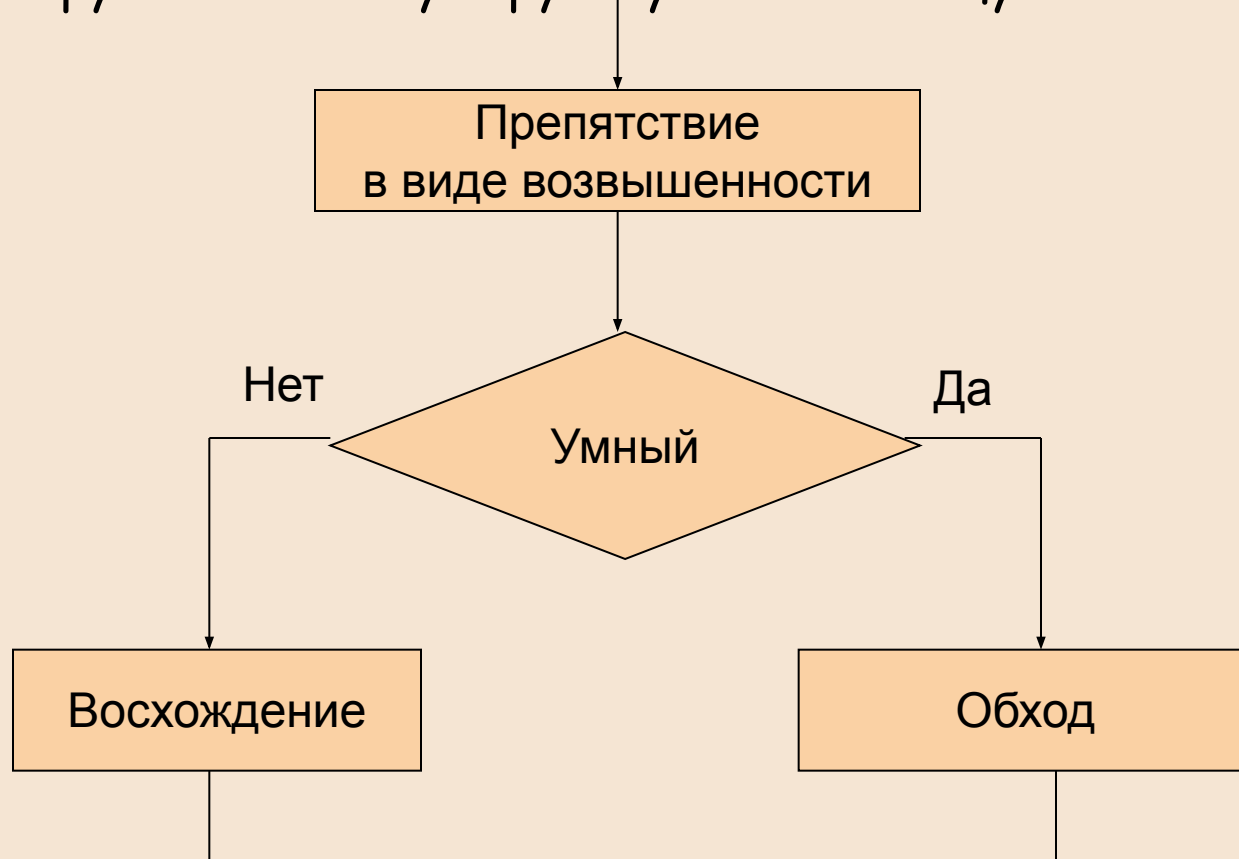 Препятствие
в виде возвышенности
Нет
Да
Умный
Восхождение
Обход